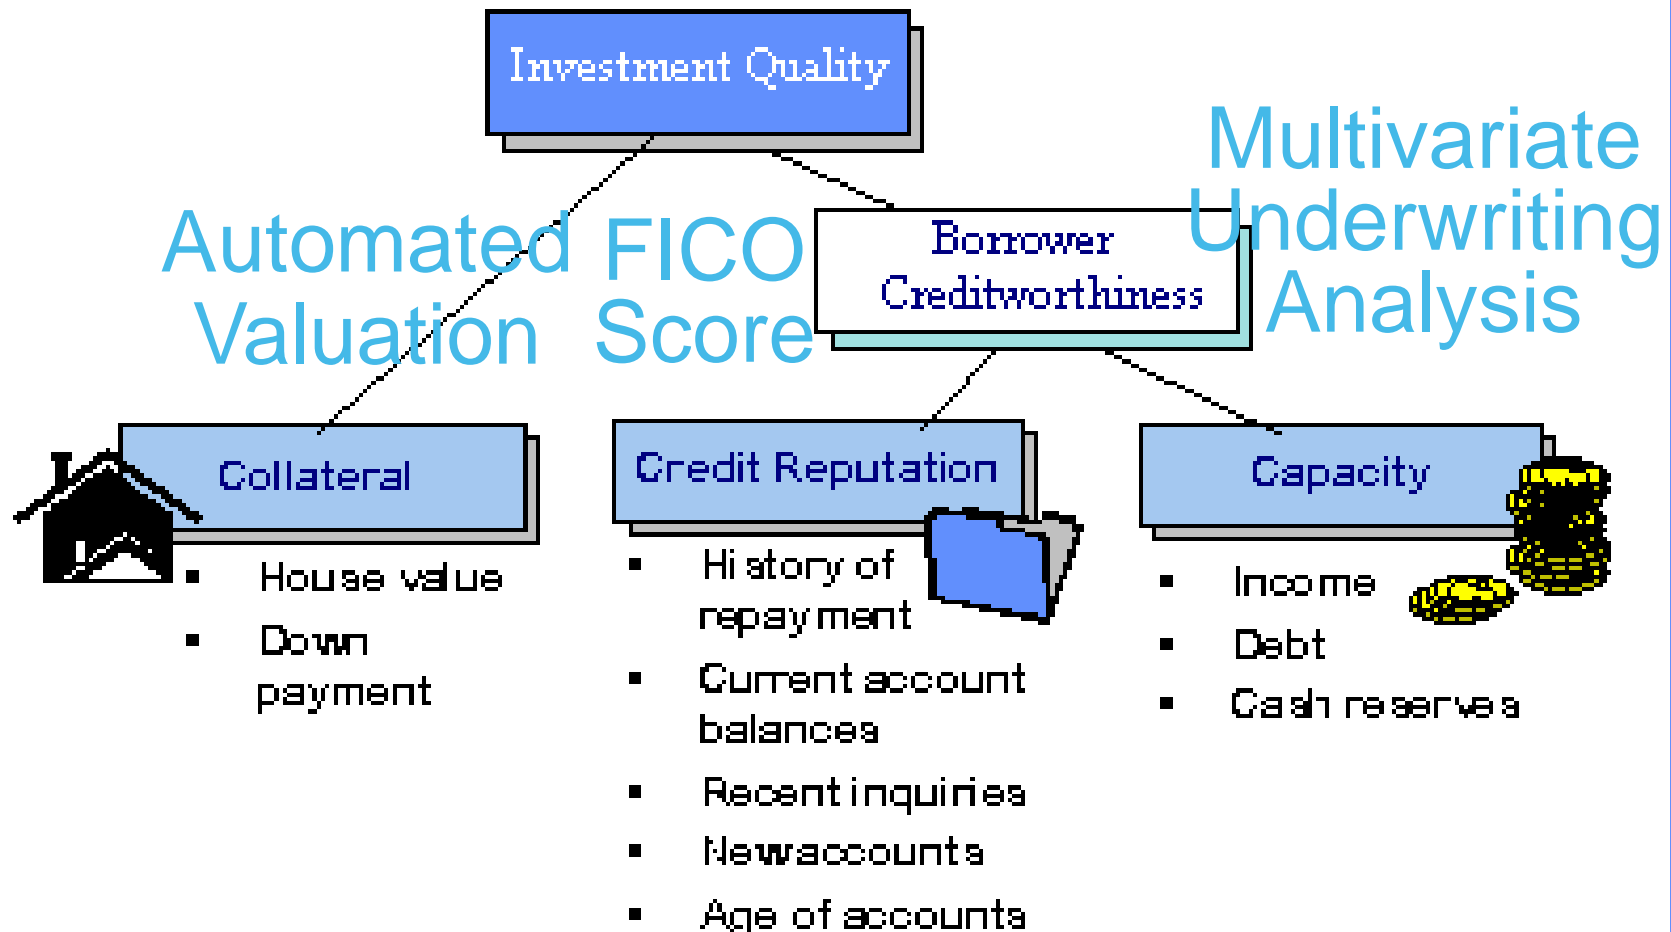 Investment Quality
Multivariate
Underwriting
Analysis
Automated
Valuation
FICO
Score
Borrower
Creditworthiness
Collateral
▪ House value
▪ Down
payment
Credit Reputation
▪ History of
repayment
▪ Current account
balances
▪ Recent inquiries
▪ New accounts
▪ Age of accounts
Capacity
▪ Income
▪ Debt
▪ Cash reserves